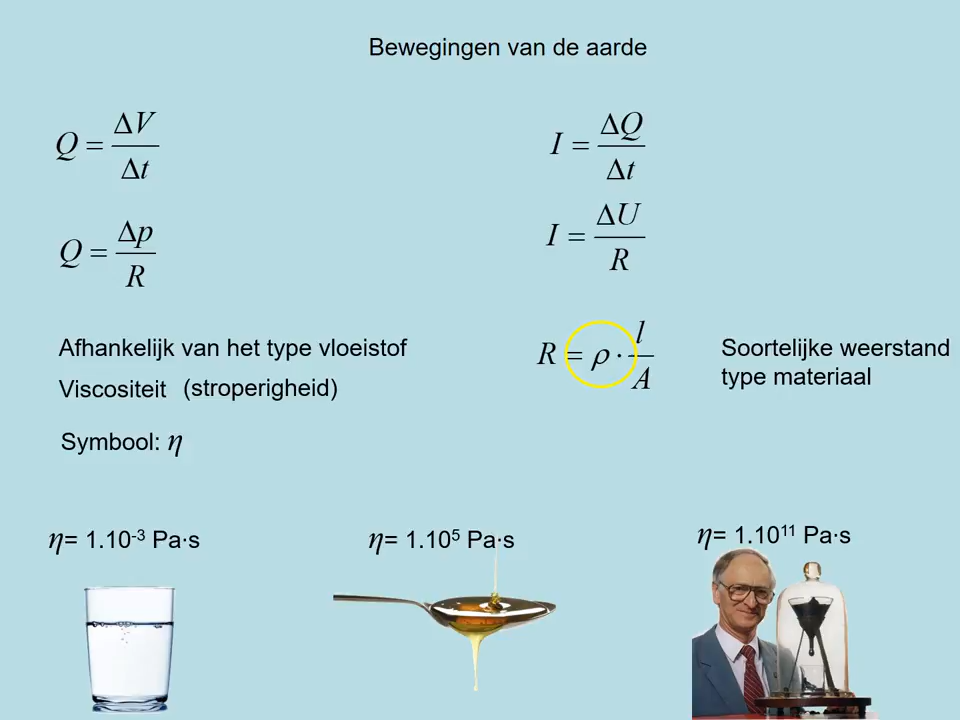 Bewegingen van de aarde
Q = ΔV / Δt
I = ΔQ / Δt
Q = Δp / R
I = ΔU / R
R = ρ · l / A
Afhankelijk van het type vloeistof
Viscositeit (stroperigheid)
Symbool: η
Soortelijke weerstand
type materiaal
η= 1.10⁻³ Pa·s
η= 1.10⁵ Pa·s
η= 1.10¹¹ Pa·s